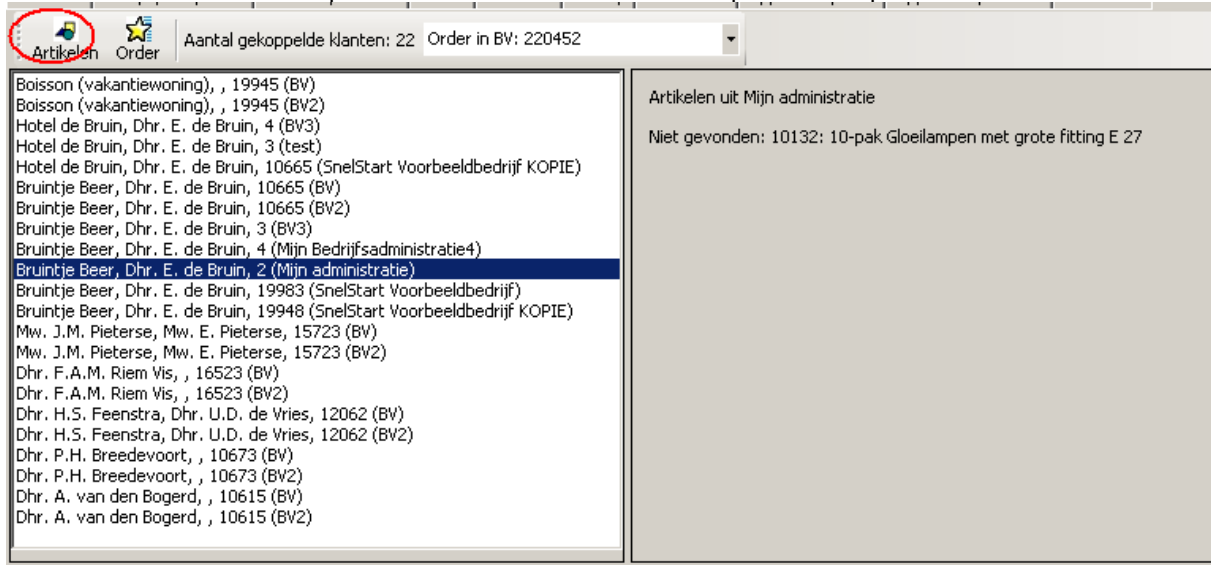 Artikelen Order Aantal gekoppelde klanten: 22 Order in BV: 220452
Boisson (vakantiewoning), , 19945 (BV)
Boisson (vakantiewoning), , 19945 (BV2)
Hotel de Bruin, Dhr. E. de Bruin, 4 (BV3)
Hotel de Bruin, Dhr. E. de Bruin, 3 (test)
Hotel de Bruin, Dhr. E. de Bruin, 10665 (SnelStart Voorbeeldbedrijf KOPIE)
Bruintje Beer, Dhr. E. de Bruin, 10665 (BV)
Bruintje Beer, Dhr. E. de Bruin, 10665 (BV2)
Bruintje Beer, Dhr. E. de Bruin, 3 (BV3)
Bruintje Beer, Dhr. E. de Bruin, 4 (Mijn Bedrijfsadministratie4)
Bruintje Beer, Dhr. E. de Bruin, 2 (Mijn administratie)
Bruintje Beer, Dhr. E. de Bruin, 19983 (SnelStart Voorbeeldbedrijf)
Bruintje Beer, Dhr. E. de Bruin, 19948 (SnelStart Voorbeeldbedrijf KOPIE)
Mw. J.M. Pieterse, Mw. E. Pieterse, 15723 (BV)
Mw. J.M. Pieterse, Mw. E. Pieterse, 15723 (BV2)
Dhr. F.A.M. Riem Vis, , 16523 (BV)
Dhr. F.A.M. Riem Vis, , 16523 (BV2)
Dhr. H.S. Feenstra, Dhr. U.D. de Vries, 12062 (BV)
Dhr. H.S. Feenstra, Dhr. U.D. de Vries, 12062 (BV2)
Dhr. P.H. Breedevoort, , 10673 (BV)
Dhr. P.H. Breedevoort, , 10673 (BV2)
Dhr. A. van den Bogerd, , 10615 (BV)
Dhr. A. van den Bogerd, , 10615 (BV2)
Artikelen uit Mijn administratie
Niet gevonden: 10132: 10-pak Gloeilampen met grote fitting E 27